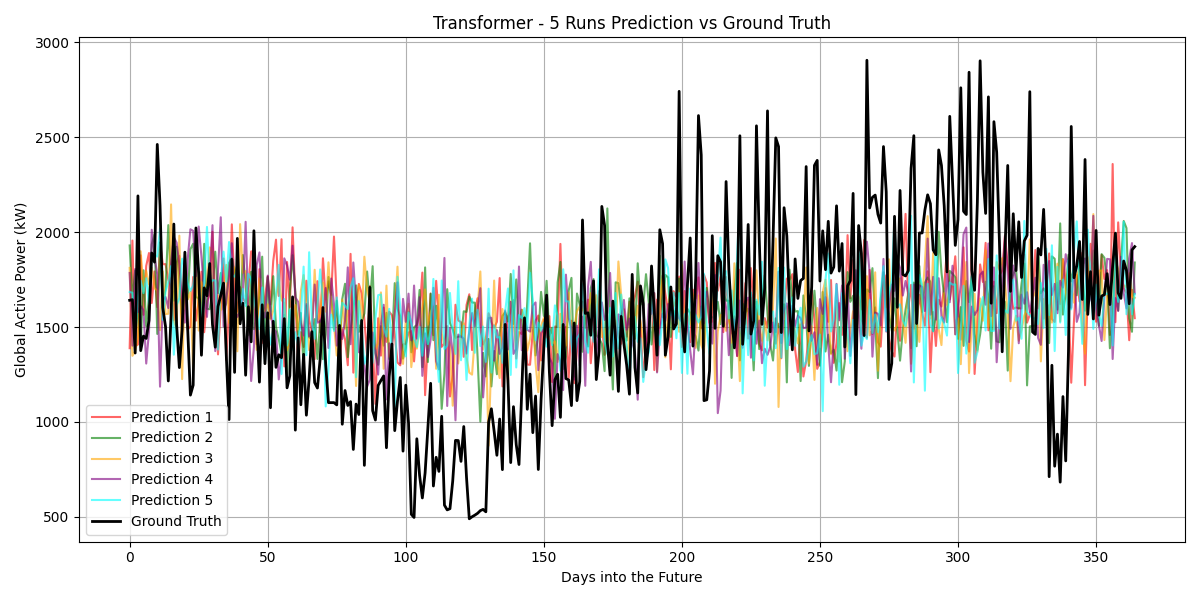 Transformer - 5 Runs Prediction vs Ground Truth
Global Active Power (kW)
3000
2500
2000
1500
1000
500
Prediction 1
Prediction 2
Prediction 3
Prediction 4
Prediction 5
Ground Truth
0 50 100 150 200 250 300 350
Days into the Future